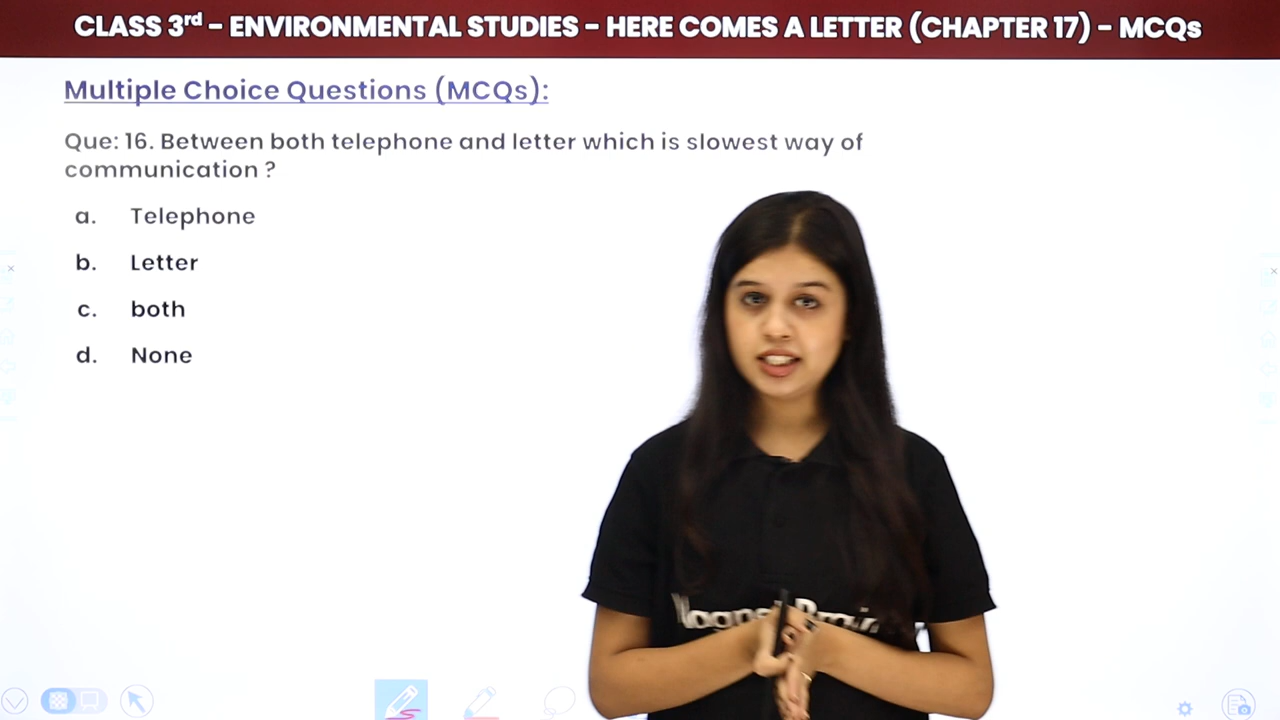 CLASS 3rd – ENVIRONMENTAL STUDIES – HERE COMES A LETTER (CHAPTER 17) – MCQs
Multiple Choice Questions (MCQs):
Que: 16. Between both telephone and letter which is slowest way of
communication ?
a. Telephone
b. Letter
c. both
d. None